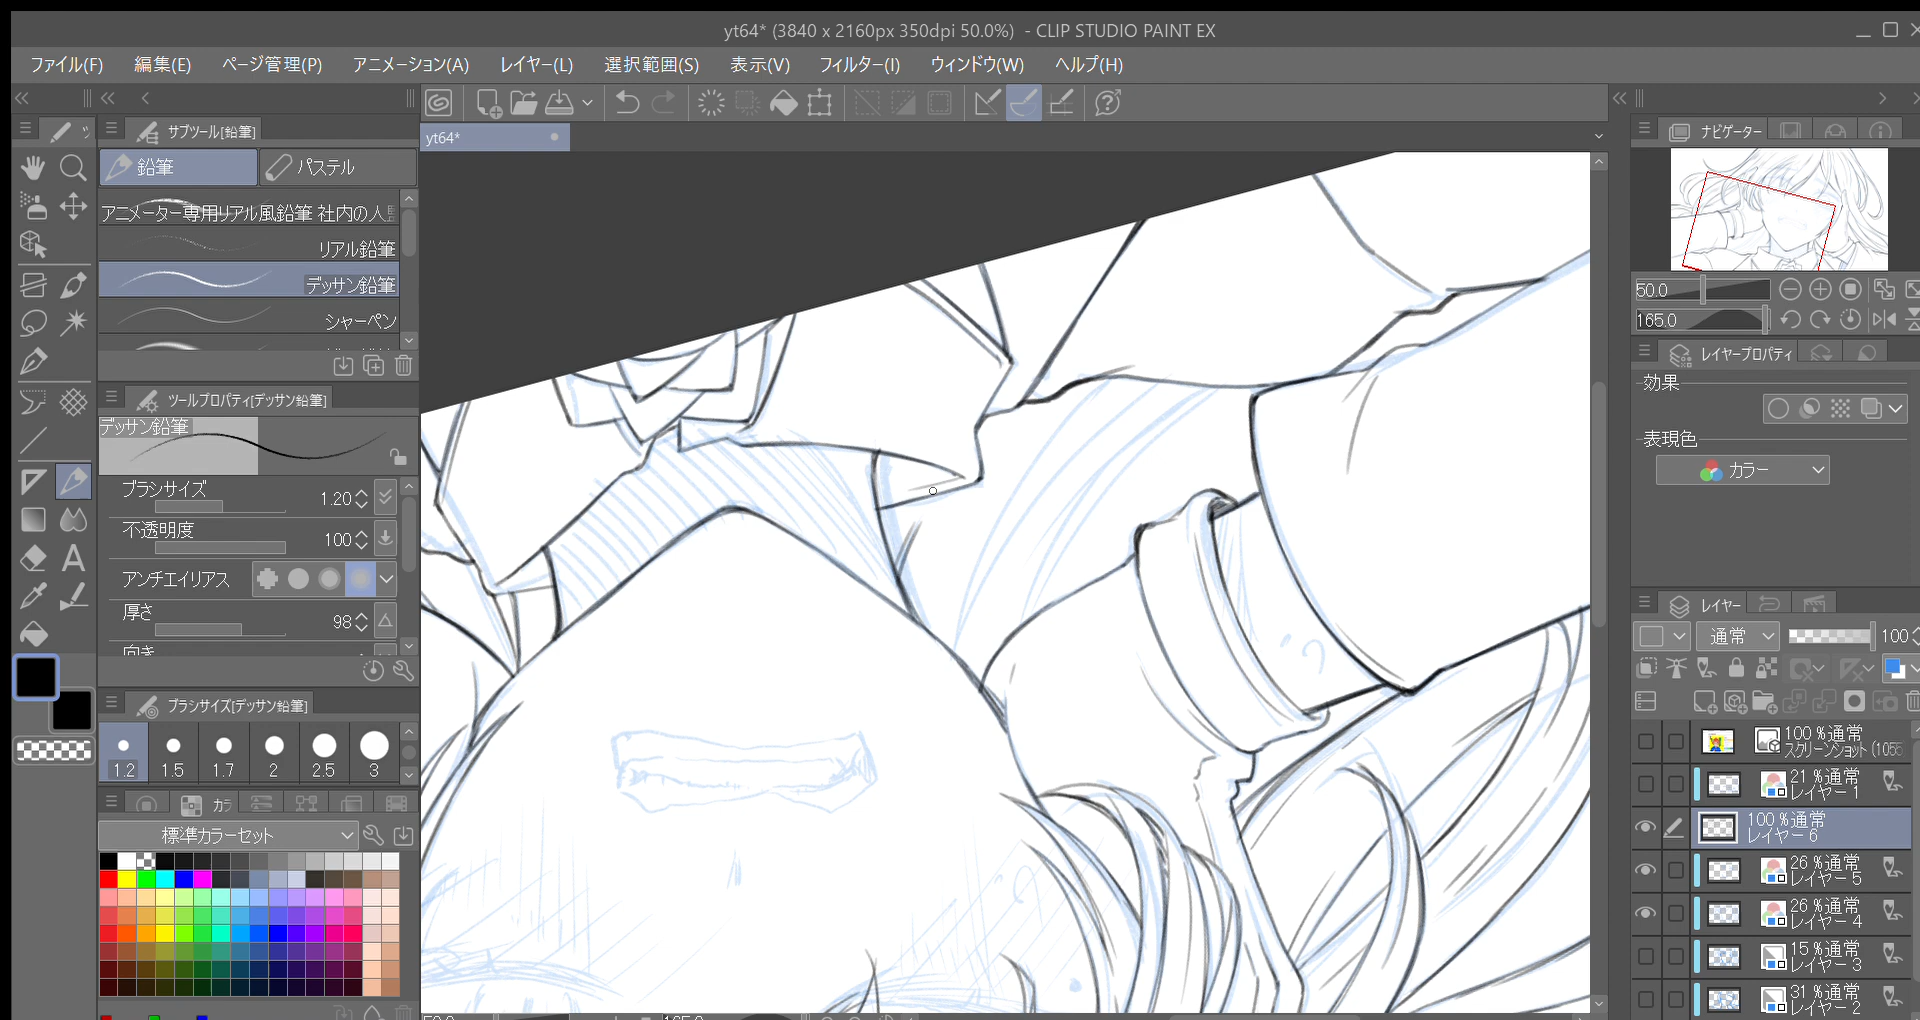 yt64* (3840 x 2160px 350dpi 50.0%) - CLIP STUDIO PAINT EX
ファイル(F) 編集(E) ページ管理(P) アニメーション(A) レイヤー(L) 選択範囲(S) 表示(V) フィルター(I) ウィンドウ(W) ヘルプ(H)
サブツール[鉛筆]
yt64*
鉛筆
パステル
アニメーター専用リアル風鉛筆 社内の人
リアル鉛筆
デッサン鉛筆
シャーペン
ツールプロパティ[デッサン鉛筆]
デッサン鉛筆
ブラシサイズ 1.20
不透明度 100
アンチエイリアス
厚さ 98
向き
ブラシサイズ[デッサン鉛筆]
1.2 1.5 1.7 2 2.5 3
カラ
標準カラーセット
ナビゲーター
50.0
165.0
レイヤープロパティ
効果
表現色
カラー
レイヤー
通常 100
100 %通常
スクリーンショット (1055
21 %通常
レイヤー 1
100 %通常
レイヤー 6
26 %通常
レイヤー 5
26 %通常
レイヤー 4
15 %通常
レイヤー 3
31 %通常
レイヤー 2
50.0 165.0